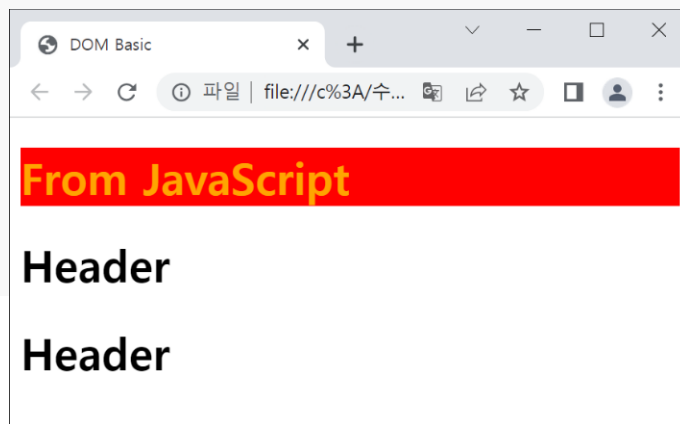 DOM Basic
파일 file:///c%3A/수...
From JavaScript
Header
Header